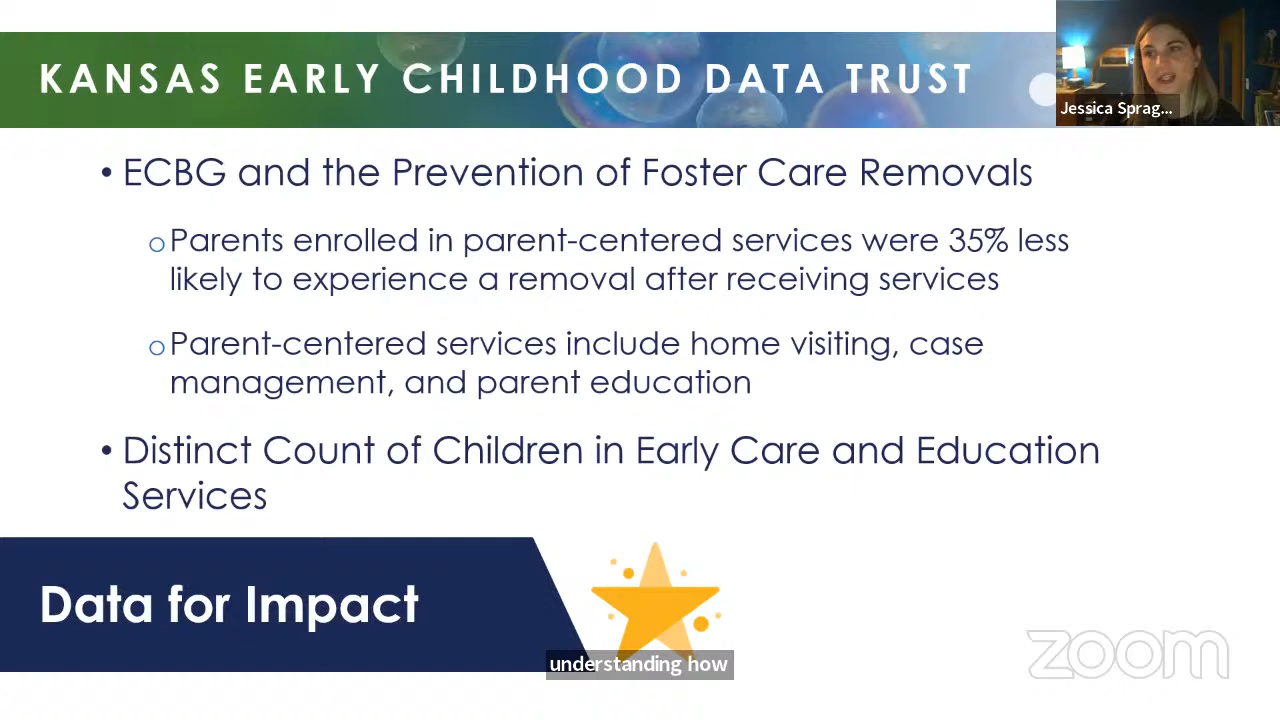 KANSAS EARLY CHILDHOOD DATA TRUST
Jessica Sprag...
• ECBG and the Prevention of Foster Care Removals
o Parents enrolled in parent-centered services were 35% less
likely to experience a removal after receiving services
o Parent-centered services include home visiting, case
management, and parent education
• Distinct Count of Children in Early Care and Education
Services
Data for Impact
understanding how
zoom